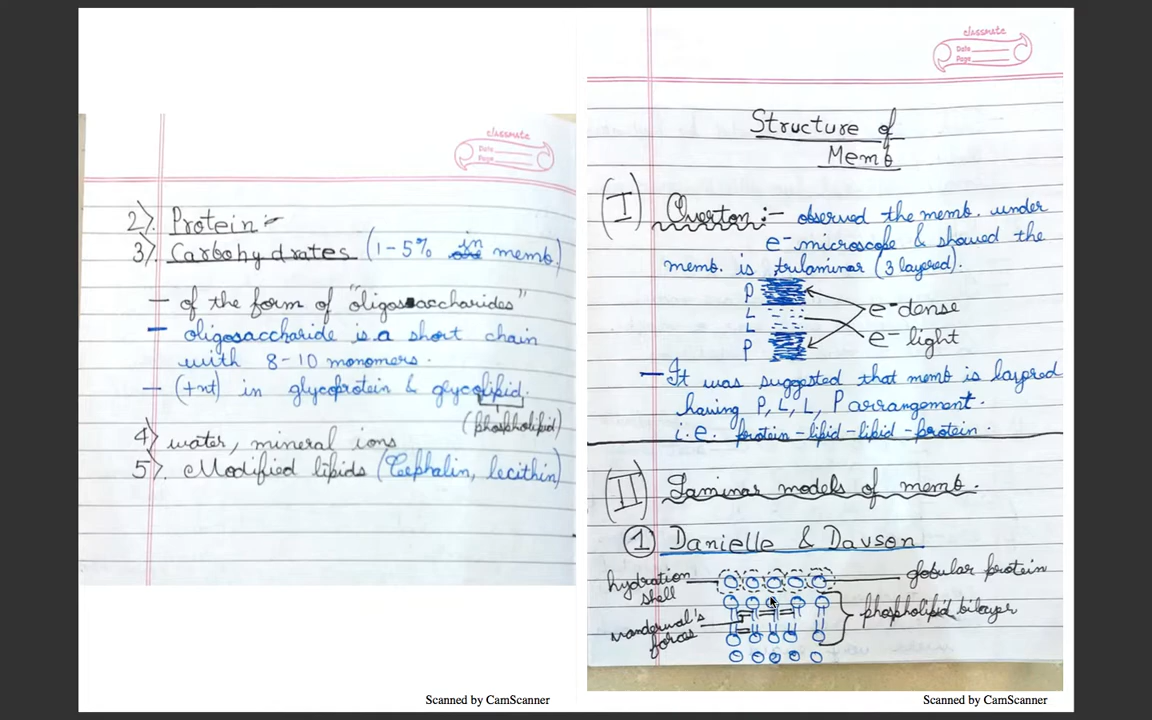 classmate
Date
Page
2). Protein :-
3). Carbohydrates (1-5% in memb.)
- of the form of "oligosaccharides"
- oligosaccharide is a short chain
with 8-10 monomers.
- (+nt) in glycoprotein & glycolipid.
(phospholipid)
4) water, mineral ions
5). Modified lipids (Cephalin, lecithin)
Scanned by CamScanner
classmate
Date
Page
Structure of
Memb
(I) Overton :- observed the memb. under
e- microscope & showed the
memb. is trulaminar (3 layered).
P
L
L
P
e- dense
e- light
- It was suggested that memb is layered
having P, L, L, P arrangement.
i.e. protein-lipid-lipid-protein.
(II) Laminar models of memb.
1 Danielle & Davson
hydration
shell
globular protein
vanderwal's
forces
phospholipid bilayer
Scanned by CamScanner